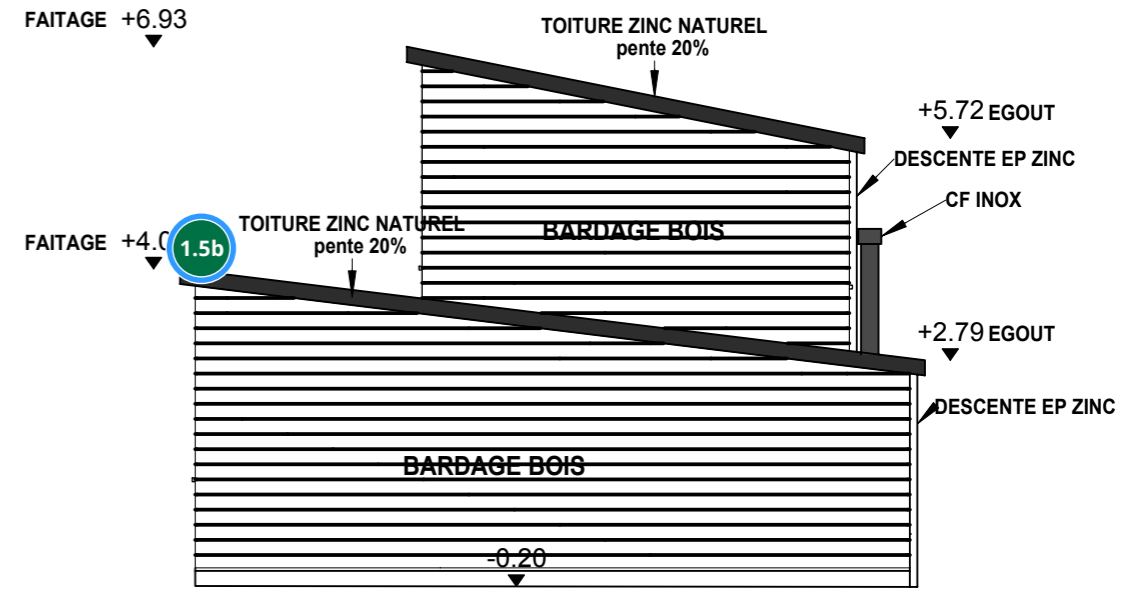 FAITAGE +6.93
TOITURE ZINC NATUREL
pente 20%
+5.72 EGOUT
DESCENTE EP ZINC
CF INOX
BARDAGE BOIS
FAITAGE
1.5b
TOITURE ZINC NATUREL
pente 20%
+2.79 EGOUT
DESCENTE EP ZINC
BARDAGE BOIS
-0.20